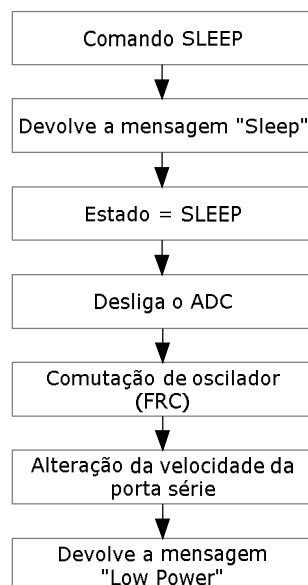 Comando SLEEP
Devolve a mensagem "Sleep"
Estado = SLEEP
Desliga o ADC
Comutação de oscilador
(FRC)
Alteração da velocidade da
porta série
Devolve a mensagem
"Low Power"